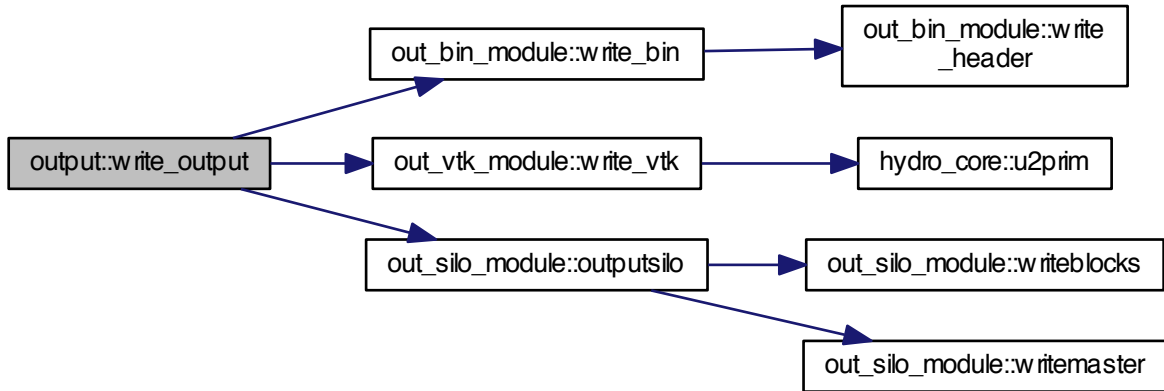 out_bin_module::write_bin
out_bin_module::write
_header
output::write_output
out_vtk_module::write_vtk
hydro_core::u2prim
out_silo_module::outputsilo
out_silo_module::writeblocks
out_silo_module::writemaster